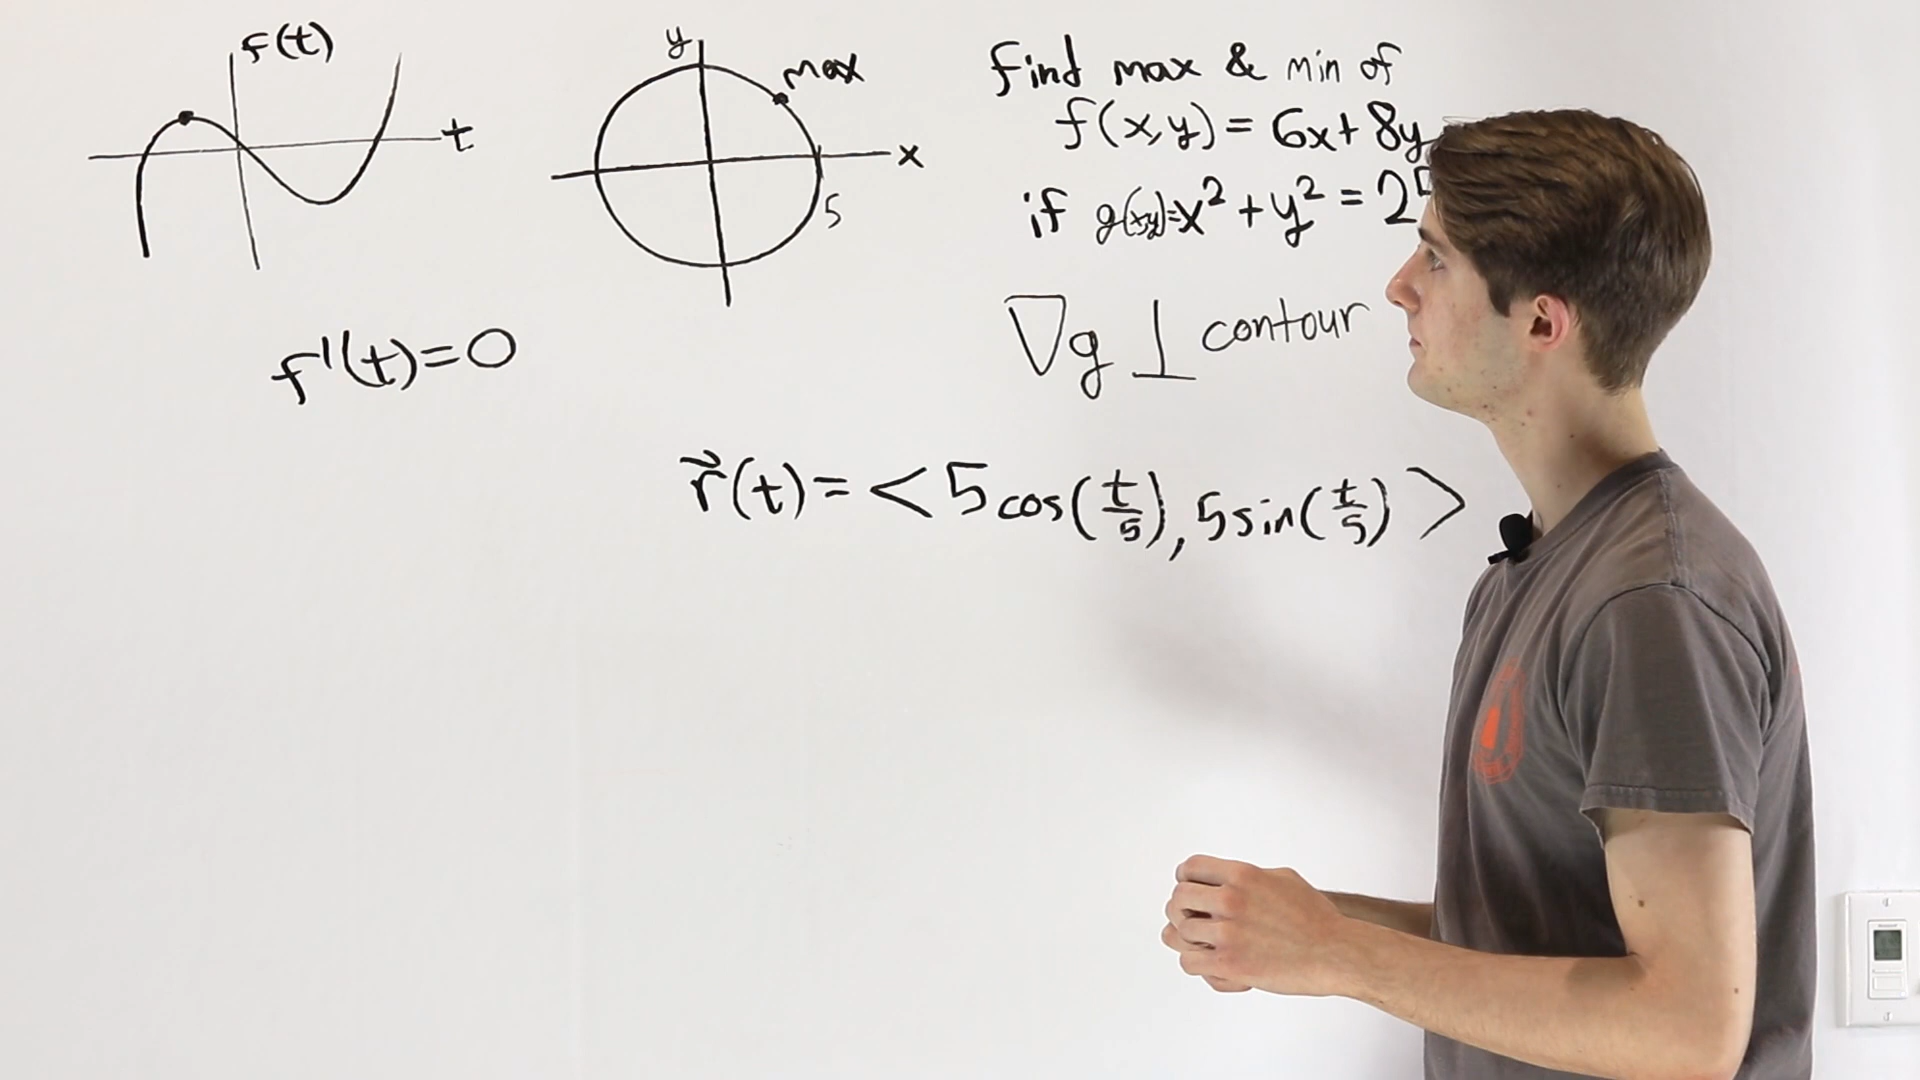 f(t)
t
f'(t)=0
y
max
x
5
find max & min of
f(x,y) = 6x+8y
if g(x,y)=x²+y²=2
∇g ⊥ contour
r⃗(t)=<5cos(t/5), 5sin(t/5)>